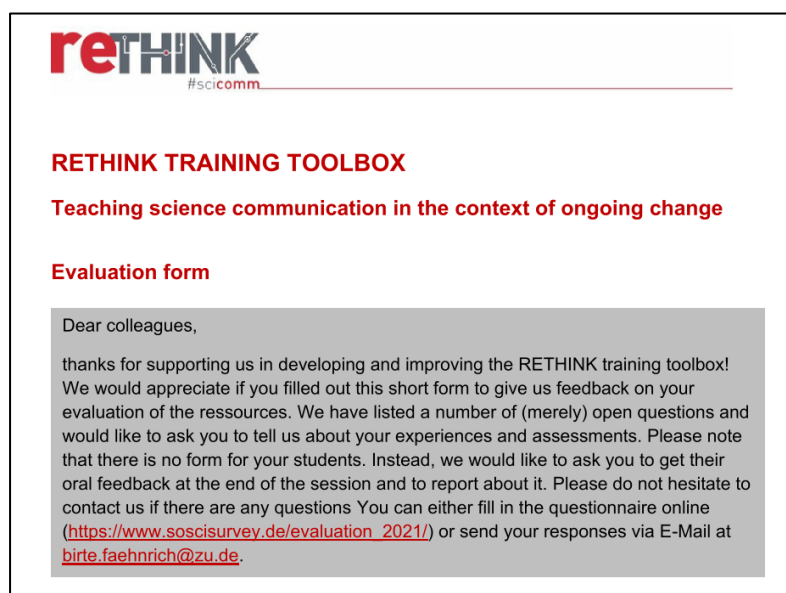 reTHINK
#scicomm
RETHINK TRAINING TOOLBOX
Teaching science communication in the context of ongoing change
Evaluation form
Dear colleagues,
thanks for supporting us in developing and improving the RETHINK training toolbox!
We would appreciate if you filled out this short form to give us feedback on your
evaluation of the ressources. We have listed a number of (merely) open questions and
would like to ask you to tell us about your experiences and assessments. Please note
that there is no form for your students. Instead, we would like to ask you to get their
oral feedback at the end of the session and to report about it. Please do not hesitate to
contact us if there are any questions You can either fill in the questionnaire online
(https://www.soscisurvey.de/evaluation_2021/) or send your responses via E-Mail at
birte.faehnrich@zu.de.